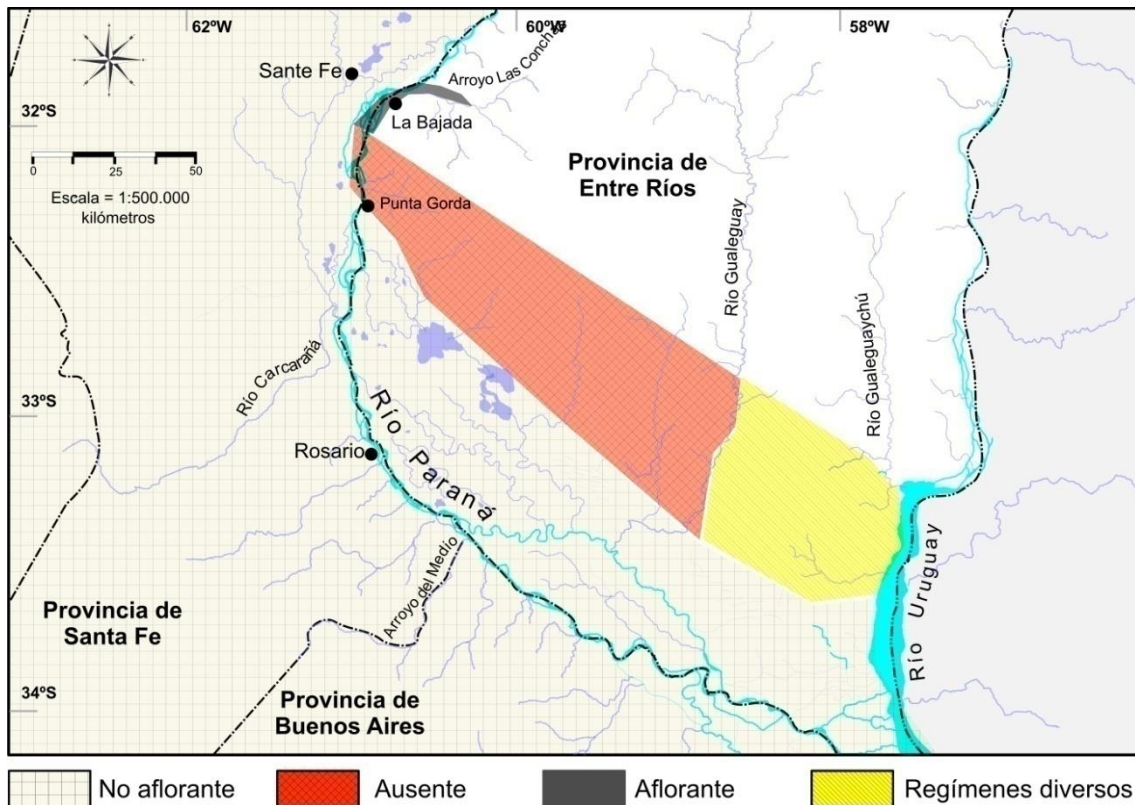 62ºW
60ºW
58ºW
Sante Fe
Arroyo Las Concha
32ºS
La Bajada
0 25 50
Escala = 1:500.000
kilómetros
Provincia de
Entre Ríos
Punta Gorda
Río Gualeguay
Río Gualeguaychú
Río Carcarañá
33ºS
Río Paraná
Rosario
Arroyo del Medio
Río Uruguay
Provincia de
Santa Fe
34ºS
Provincia de
Buenos Aires
No aflorante
Ausente
Aflorante
Regímenes diversos